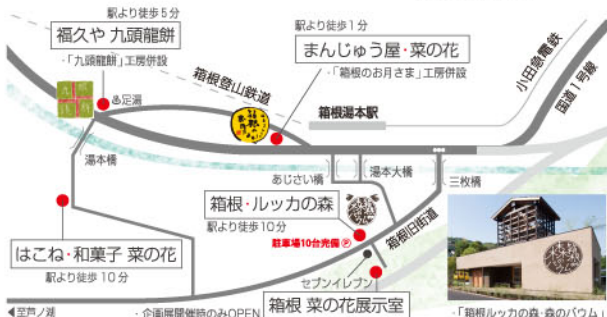 駅より徒歩5分
福久や 九頭龍餅
・「九頭龍餅」工房併設
♨足湯
駅より徒歩1分
まんじゅう屋・菜の花
・「箱根のお月さま」工房併設
箱根登山鉄道
箱根湯本駅
小田急電鉄
国道1号線
湯本橋
あじさい橋
湯本大橋
三枚橋
箱根・ルッカの森
駅より徒歩10分
駐車場10台完備Ⓟ
箱根旧街道
はこね・和菓子 菜の花
駅より徒歩10分
セブンイレブン
箱根 菜の花展示室
◀至芦ノ湖
・企画展開催時のみOPEN
・「箱根ルッカの森・森のバウム」